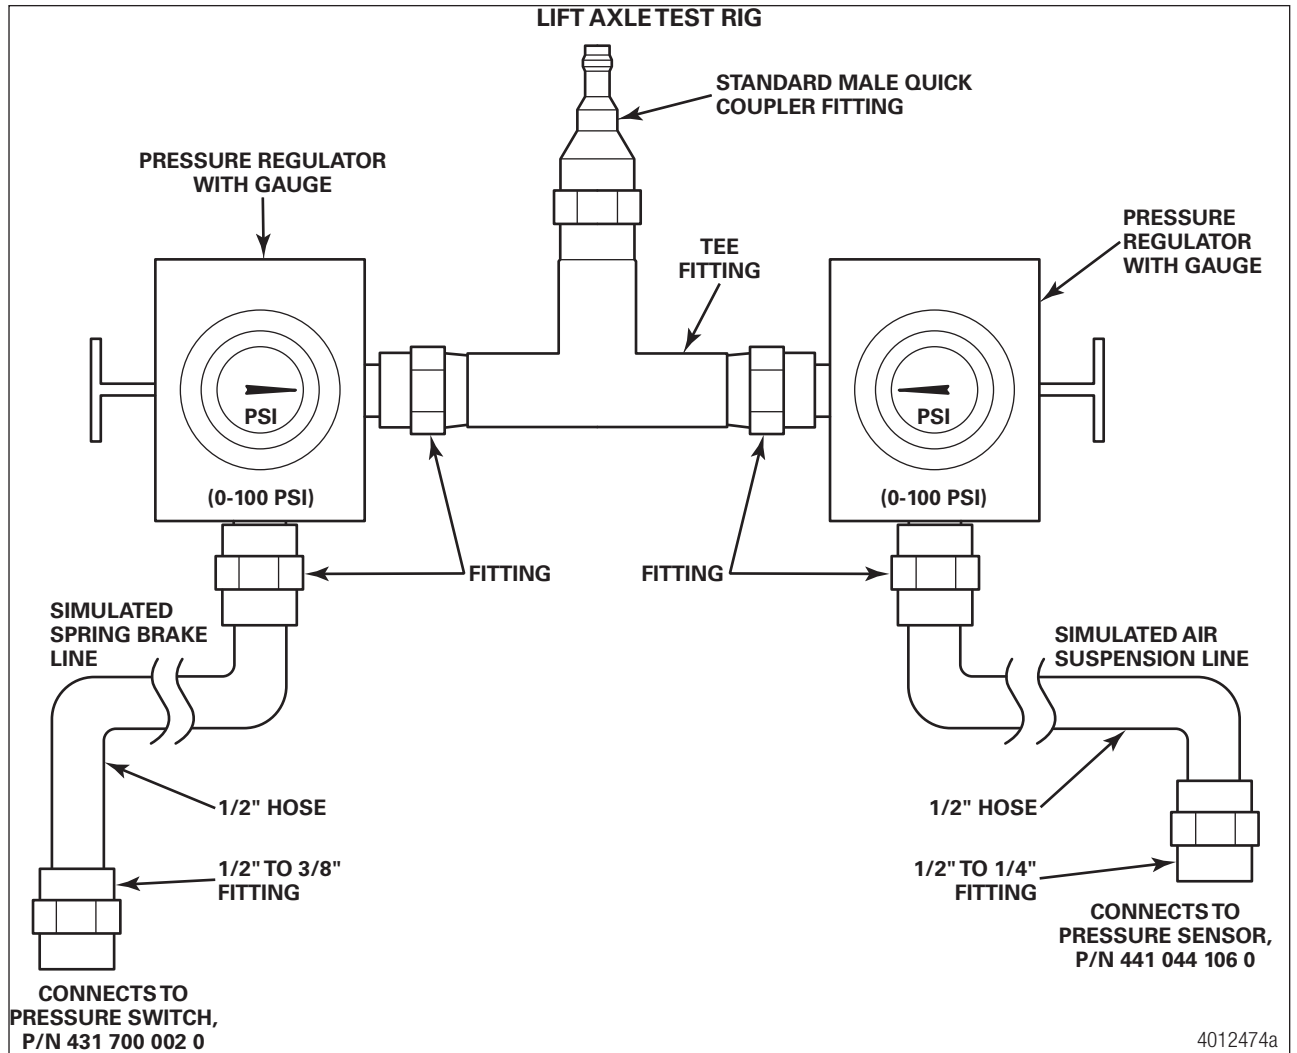 LIFT AXLE TEST RIG
STANDARD MALE QUICK
COUPLER FITTING
PRESSURE REGULATOR
WITH GAUGE
PRESSURE
REGULATOR
WITH GAUGE
TEE
FITTING
PSI
(0-100 PSI)
PSI
(0-100 PSI)
FITTING
FITTING
SIMULATED
SPRING BRAKE
LINE
SIMULATED AIR
SUSPENSION LINE
1/2" HOSE
1/2" HOSE
1/2" TO 3/8"
FITTING
1/2" TO 1/4"
FITTING
CONNECTS TO
PRESSURE SENSOR,
P/N 441 044 106 0
CONNECTS TO
PRESSURE SWITCH,
P/N 431 700 002 0
4012474a